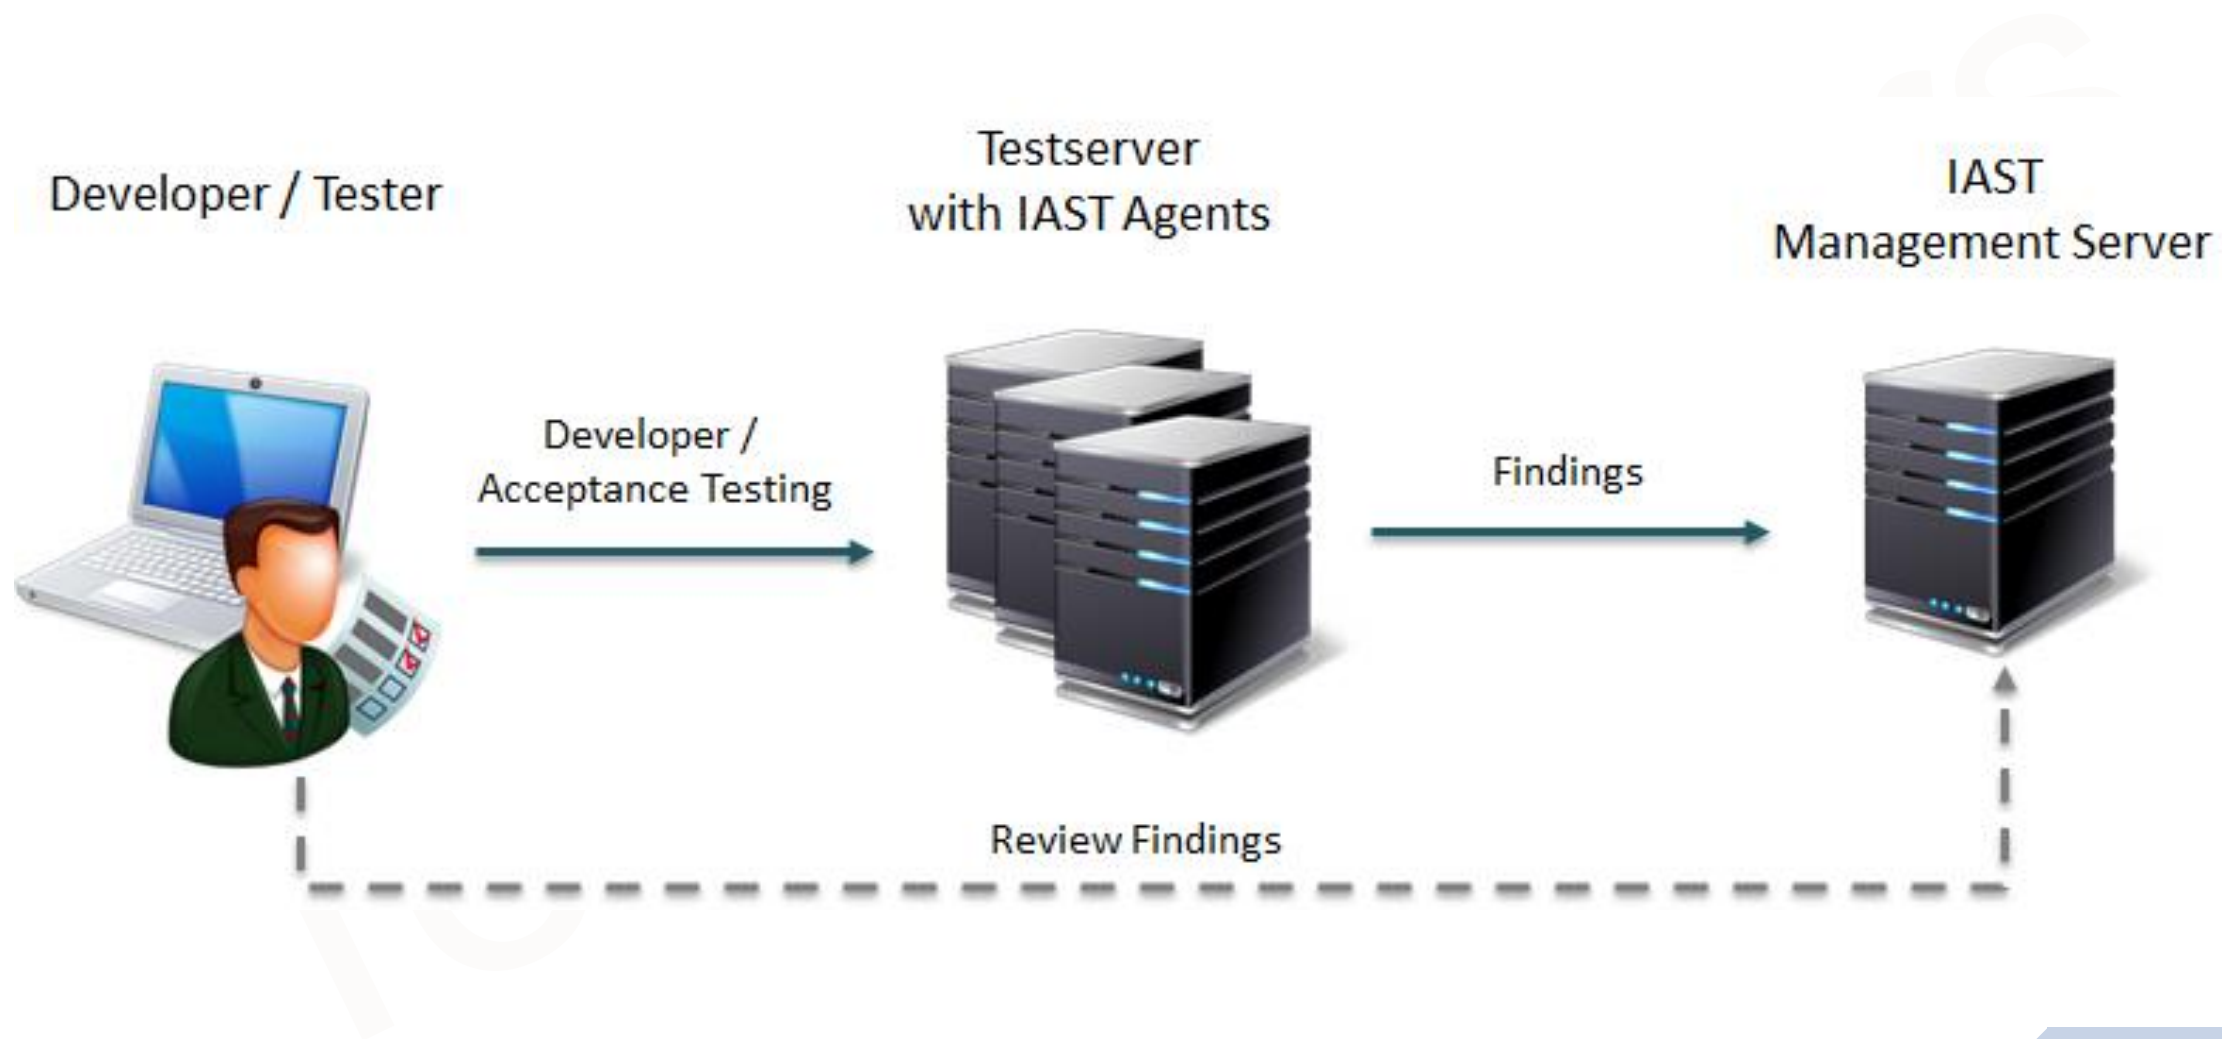 Developer / Tester
Testserver
with IAST Agents
IAST
Management Server
Developer /
Acceptance Testing
Findings
Review Findings